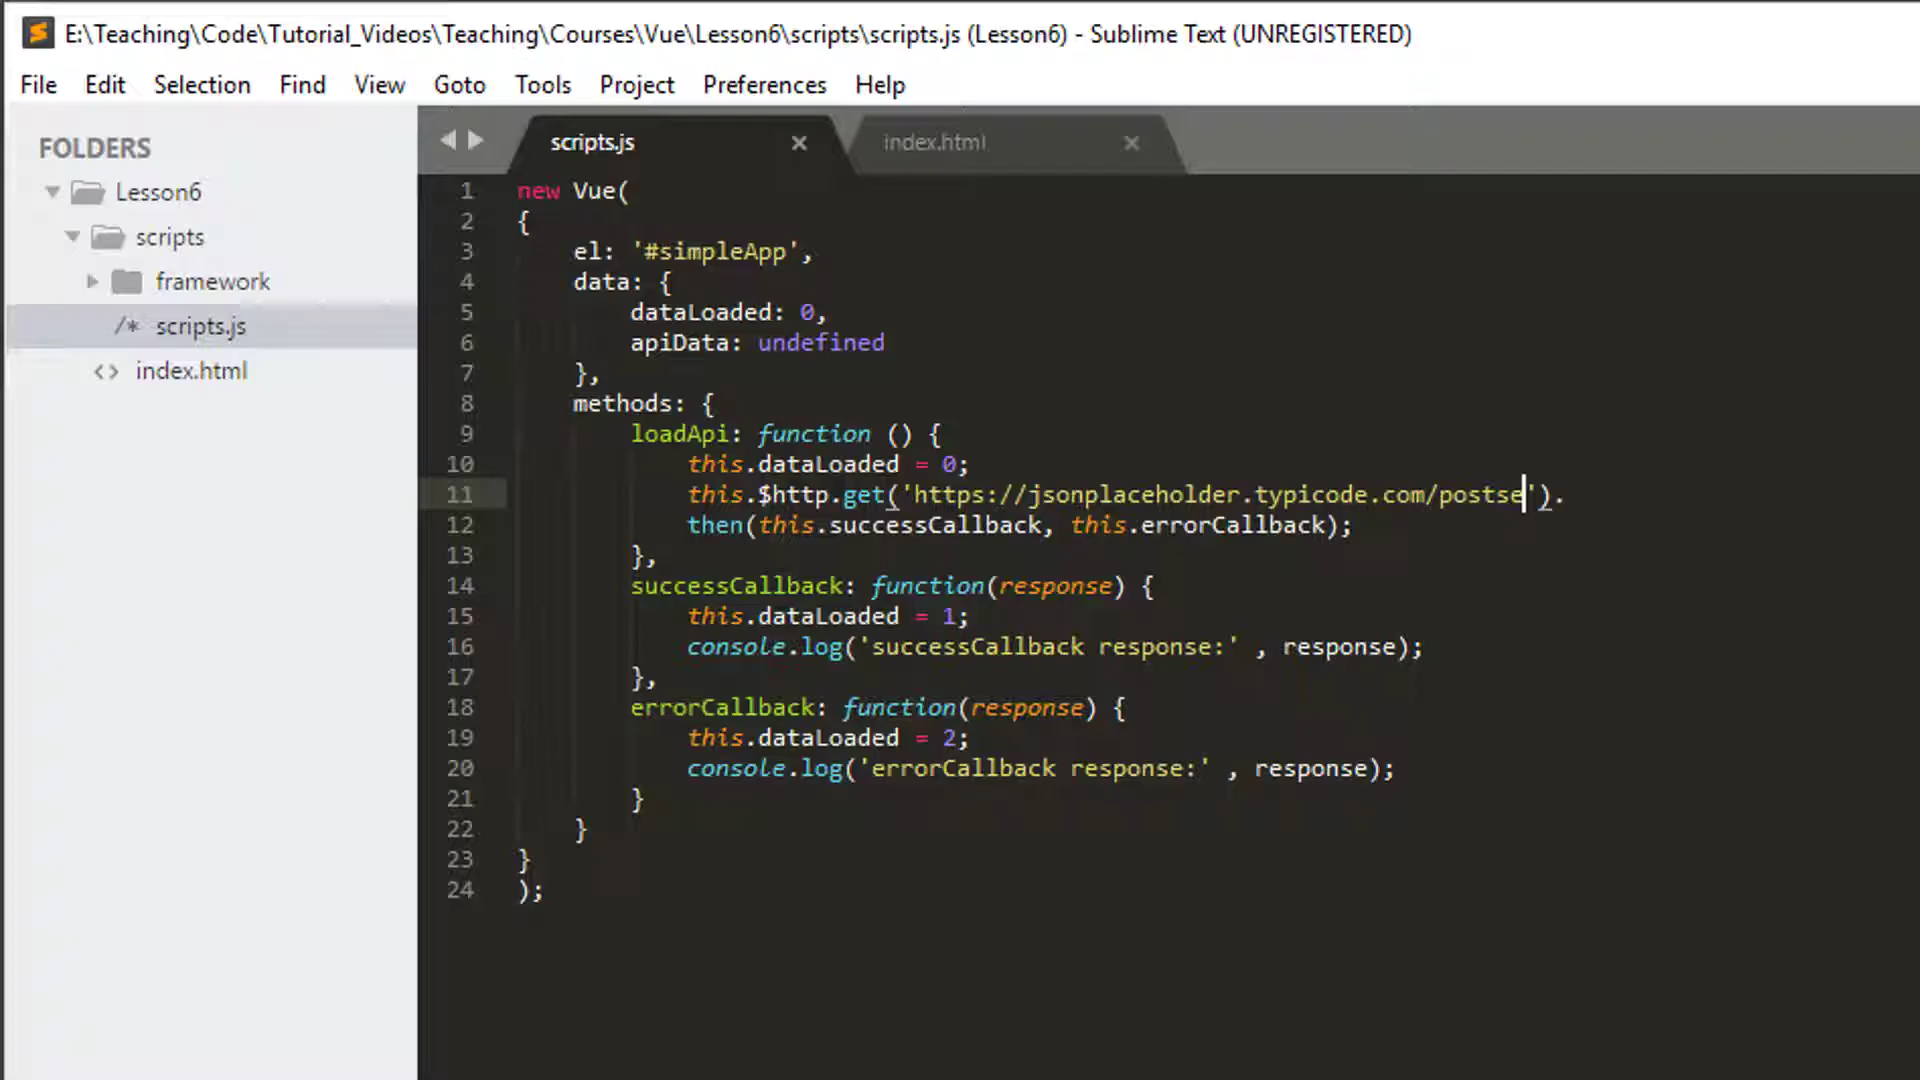 E:\Teaching\Code\Tutorial_Videos\Teaching\Courses\Vue\Lesson6\scripts\scripts.js (Lesson6) - Sublime Text (UNREGISTERED)
File Edit Selection Find View Goto Tools Project Preferences Help
FOLDERS
Lesson6
scripts
framework
/* scripts.js
<> index.html
scripts.js × index.html ×
1 new Vue(
2 {
3     el: '#simpleApp',
4     data: {
5         dataLoaded: 0,
6         apiData: undefined
7     },
8     methods: {
9         loadApi: function () {
10             this.dataLoaded = 0;
11             this.$http.get('https://jsonplaceholder.typicode.com/postse').
12             then(this.successCallback, this.errorCallback);
13         },
14         successCallback: function(response) {
15             this.dataLoaded = 1;
16             console.log('successCallback response:' , response);
17         },
18         errorCallback: function(response) {
19             this.dataLoaded = 2;
20             console.log('errorCallback response:' , response);
21         }
22     }
23 }
24 );